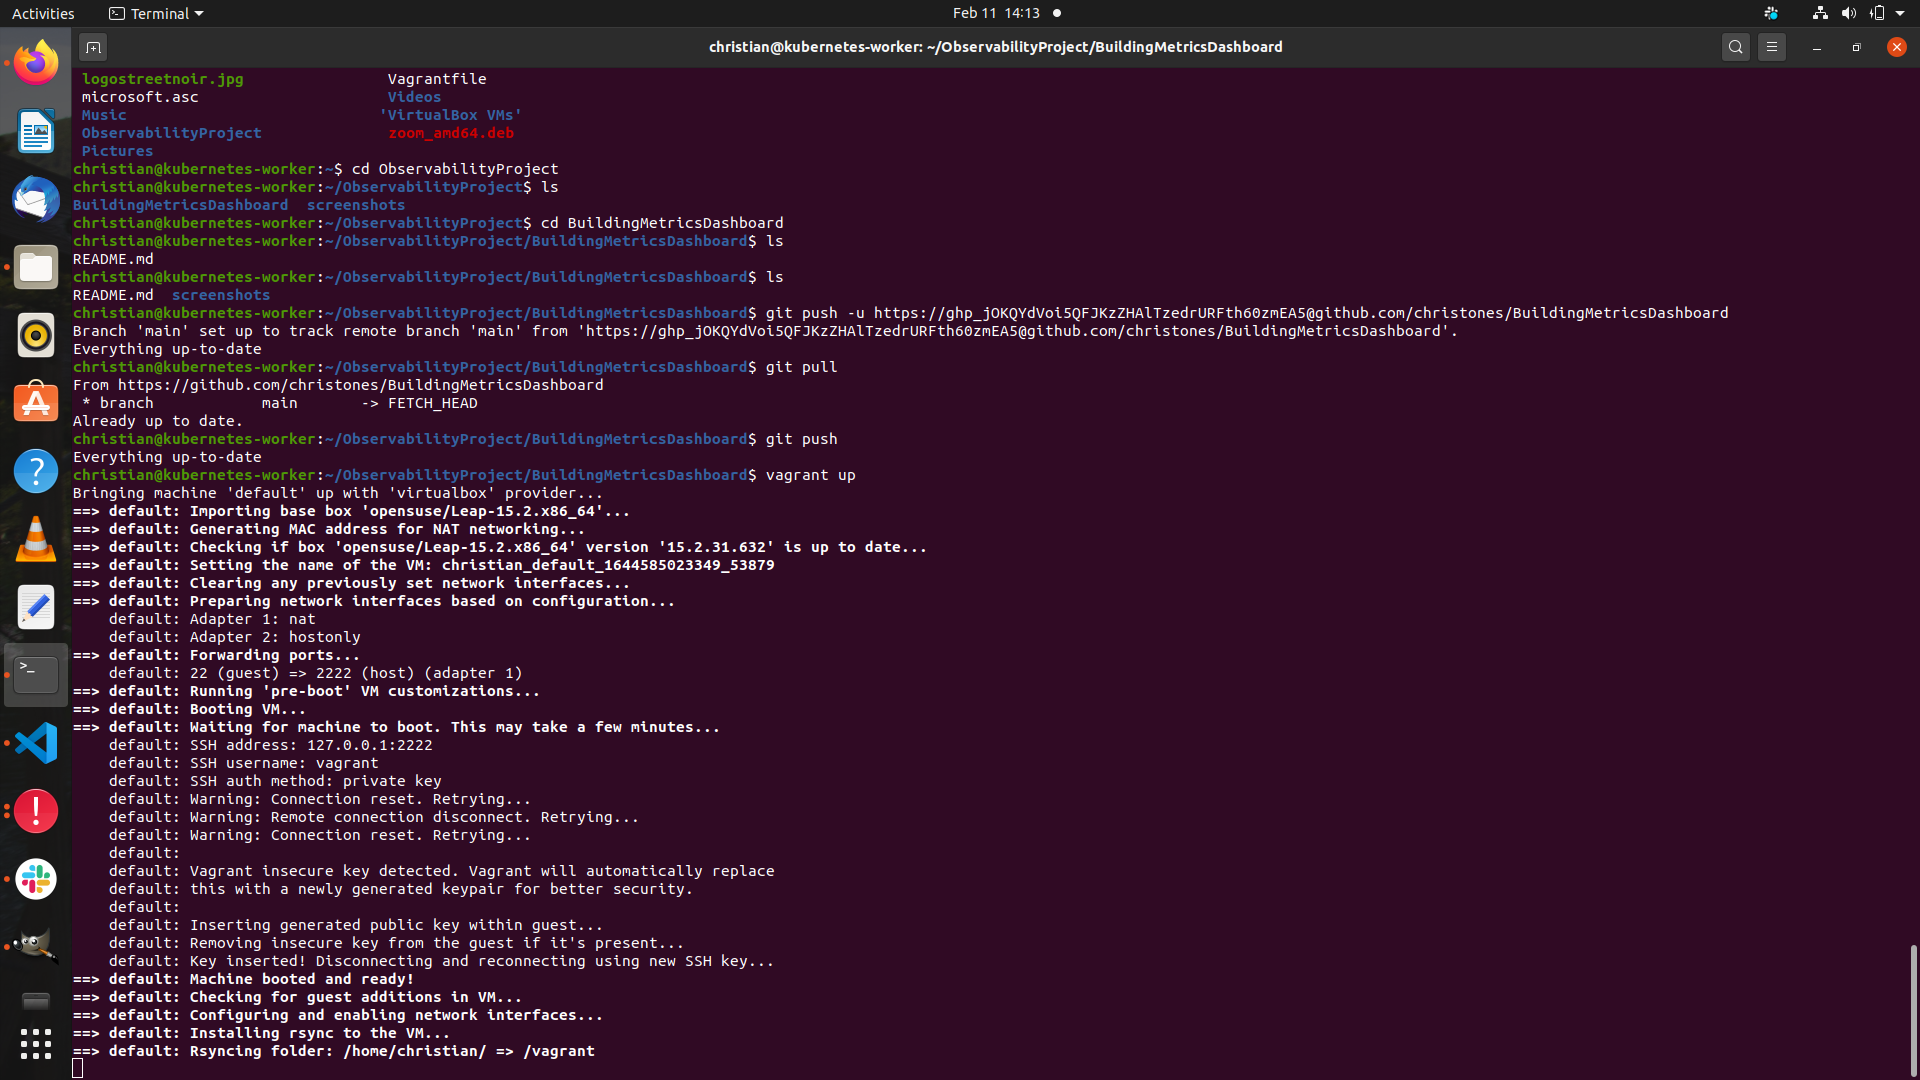 Activities
Terminal
Feb 11 14:13
christian@kubernetes-worker: ~/ObservabilityProject/BuildingMetricsDashboard
logostreetnoir.jpg Vagrantfile
microsoft.asc Videos
Music 'VirtualBox VMs'
ObservabilityProject zoom_amd64.deb
Pictures
christian@kubernetes-worker:~$ cd ObservabilityProject
christian@kubernetes-worker:~/ObservabilityProject$ ls
BuildingMetricsDashboard screenshots
christian@kubernetes-worker:~/ObservabilityProject$ cd BuildingMetricsDashboard
christian@kubernetes-worker:~/ObservabilityProject/BuildingMetricsDashboard$ ls
README.md
christian@kubernetes-worker:~/ObservabilityProject/BuildingMetricsDashboard$ ls
README.md screenshots
christian@kubernetes-worker:~/ObservabilityProject/BuildingMetricsDashboard$ git push -u https://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@github.com/christones/BuildingMetricsDashboard
Branch 'main' set up to track remote branch 'main' from 'https://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@github.com/christones/BuildingMetricsDashboard'.
Everything up-to-date
christian@kubernetes-worker:~/ObservabilityProject/BuildingMetricsDashboard$ git pull
From https://github.com/christones/BuildingMetricsDashboard
 * branch main -> FETCH_HEAD
Already up to date.
christian@kubernetes-worker:~/ObservabilityProject/BuildingMetricsDashboard$ git push
Everything up-to-date
christian@kubernetes-worker:~/ObservabilityProject/BuildingMetricsDashboard$ vagrant up
Bringing machine 'default' up with 'virtualbox' provider...
==> default: Importing base box 'opensuse/Leap-15.2.x86_64'...
==> default: Generating MAC address for NAT networking...
==> default: Checking if box 'opensuse/Leap-15.2.x86_64' version '15.2.31.632' is up to date...
==> default: Setting the name of the VM: christian_default_1644585023349_53879
==> default: Clearing any previously set network interfaces...
==> default: Preparing network interfaces based on configuration...
    default: Adapter 1: nat
    default: Adapter 2: hostonly
==> default: Forwarding ports...
    default: 22 (guest) => 2222 (host) (adapter 1)
==> default: Running 'pre-boot' VM customizations...
==> default: Booting VM...
==> default: Waiting for machine to boot. This may take a few minutes...
    default: SSH address: 127.0.0.1:2222
    default: SSH username: vagrant
    default: SSH auth method: private key
    default: Warning: Connection reset. Retrying...
    default: Warning: Remote connection disconnect. Retrying...
    default: Warning: Connection reset. Retrying...
    default:
    default: Vagrant insecure key detected. Vagrant will automatically replace
    default: this with a newly generated keypair for better security.
    default:
    default: Inserting generated public key within guest...
    default: Removing insecure key from the guest if it's present...
    default: Key inserted! Disconnecting and reconnecting using new SSH key...
==> default: Machine booted and ready!
==> default: Checking for guest additions in VM...
==> default: Configuring and enabling network interfaces...
==> default: Installing rsync to the VM...
==> default: Rsyncing folder: /home/christian/ => /vagrant